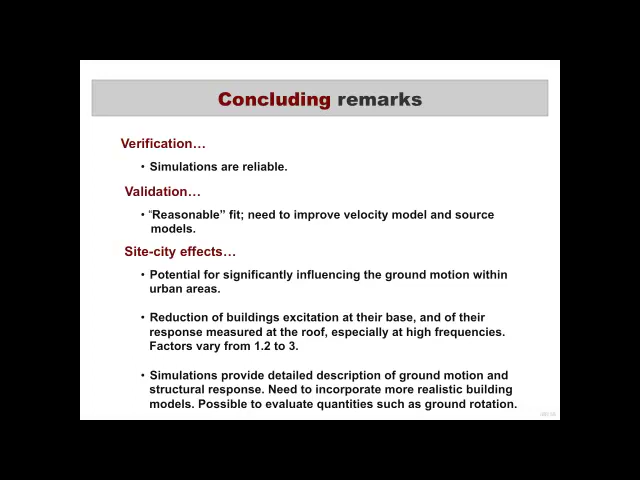 Concluding remarks
Verification…
• Simulations are reliable.
Validation…
• “Reasonable” fit; need to improve velocity model and source
models.
Site-city effects…
• Potential for significantly influencing the ground motion within
urban areas.
• Reduction of buildings excitation at their base, and of their
response measured at the roof, especially at high frequencies.
Factors vary from 1.2 to 3.
• Simulations provide detailed description of ground motion and
structural response. Need to incorporate more realistic building
models. Possible to evaluate quantities such as ground rotation.